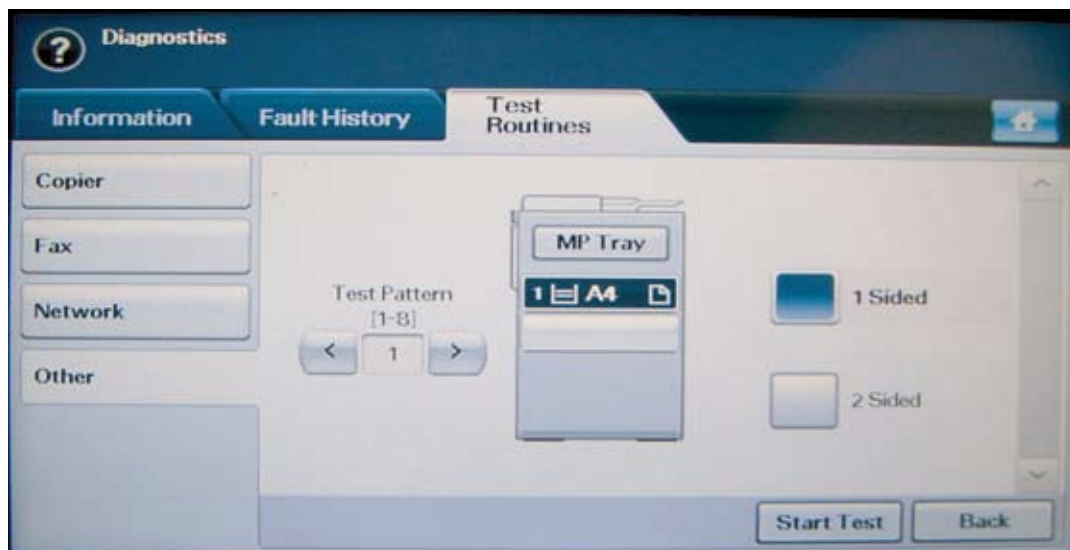 ?
Diagnostics
Information
Fault History
Test
Routines
Copier
Fax
Network
Other
Test Pattern
[1-8]
<
1
>
MP Tray
1 A4
1 Sided
2 Sided
Start Test
Back